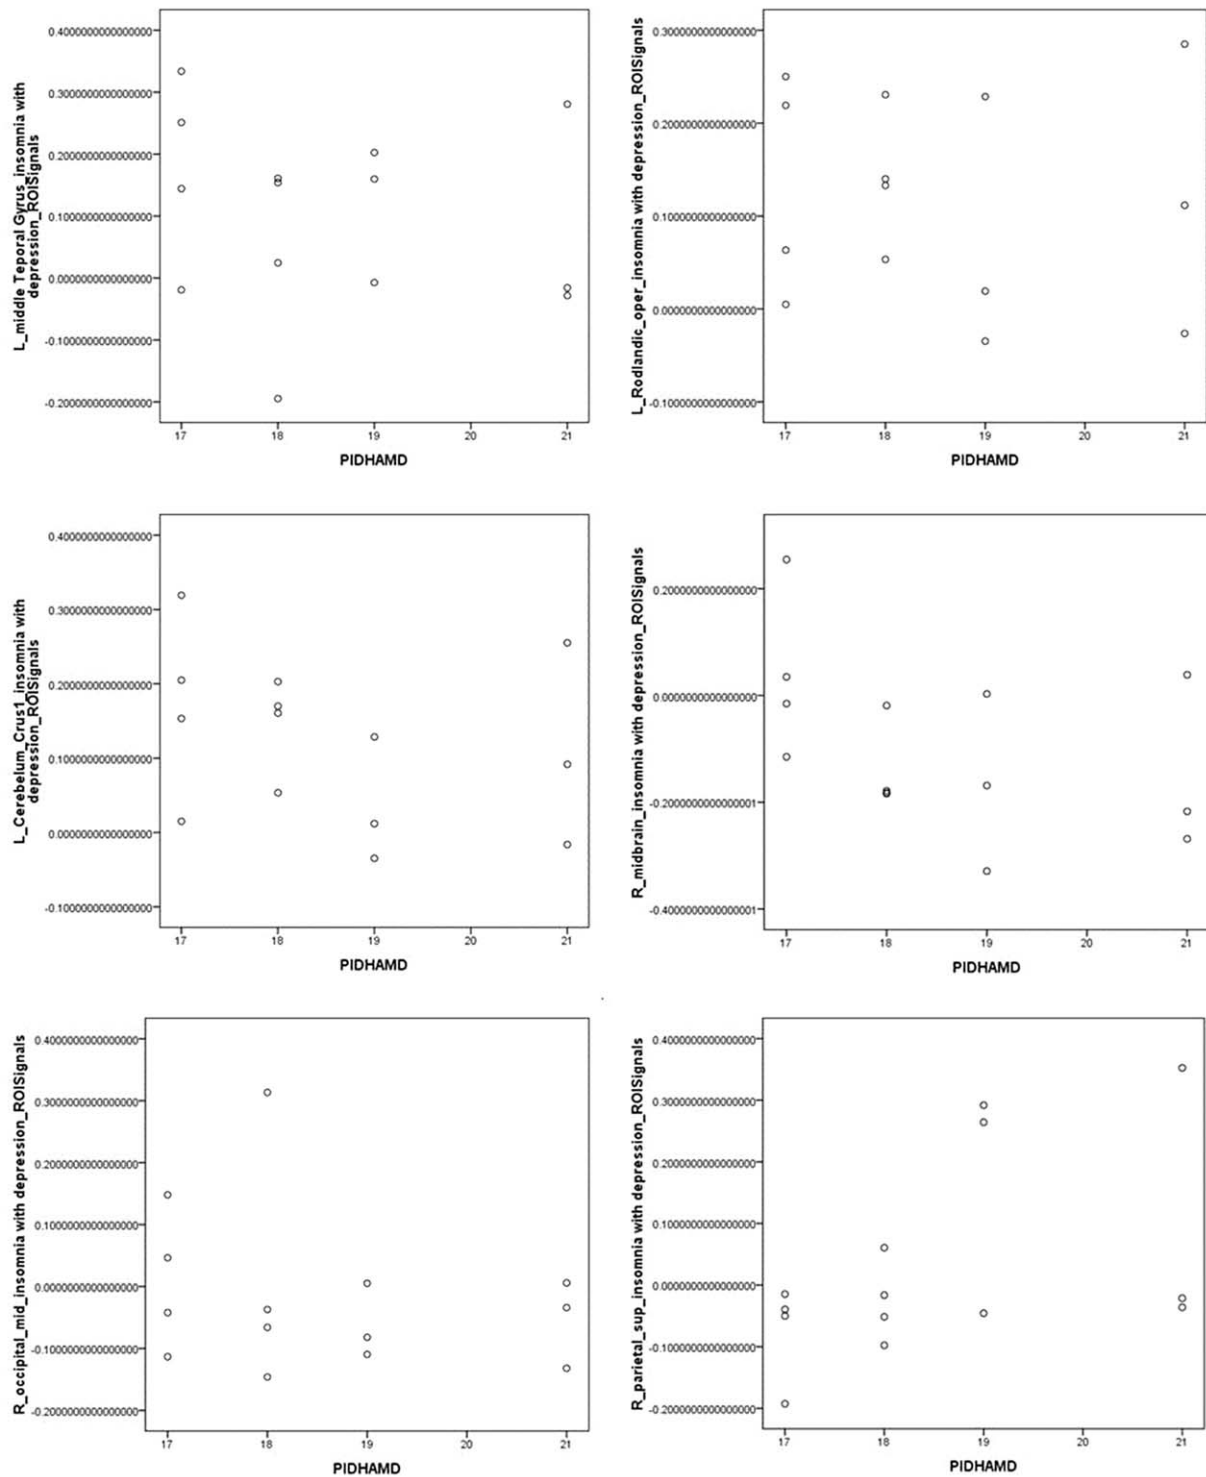 L_middle Teporal Gyrus_insomnia with
depression_ROISignals
0.4000000000000000
0.3000000000000000
0.2000000000000000
0.1000000000000000
0.0000000000000000
-0.1000000000000000
-0.2000000000000000
17 18 19 20 21
PIDHAMD
L_Rodlandic_oper_insomnia with depression_ROISignals
0.3000000000000000
0.2000000000000000
0.1000000000000000
0.0000000000000000
-0.1000000000000000
17 18 19 20 21
PIDHAMD
L_Cerebelum_Crus1_insomnia with
depression_ROISignals
0.4000000000000000
0.3000000000000000
0.2000000000000000
0.1000000000000000
0.0000000000000000
-0.1000000000000000
17 18 19 20 21
PIDHAMD
R_midbrain_insomnia with depression_ROISignals
0.2000000000000000
0.0000000000000000
-0.2000000000000001
-0.4000000000000001
17 18 19 20 21
PIDHAMD
R_occipital_mid_insomnia with depression_ROISignals
0.4000000000000000
0.3000000000000000
0.2000000000000000
0.1000000000000000
0.0000000000000000
-0.1000000000000000
-0.2000000000000000
17 18 19 20 21
PIDHAMD
R_parietal_sup_insomnia with depression_ROISignals
0.4000000000000000
0.3000000000000000
0.2000000000000000
0.1000000000000000
0.0000000000000000
-0.1000000000000000
-0.2000000000000000
17 18 19 20 21
PIDHAMD